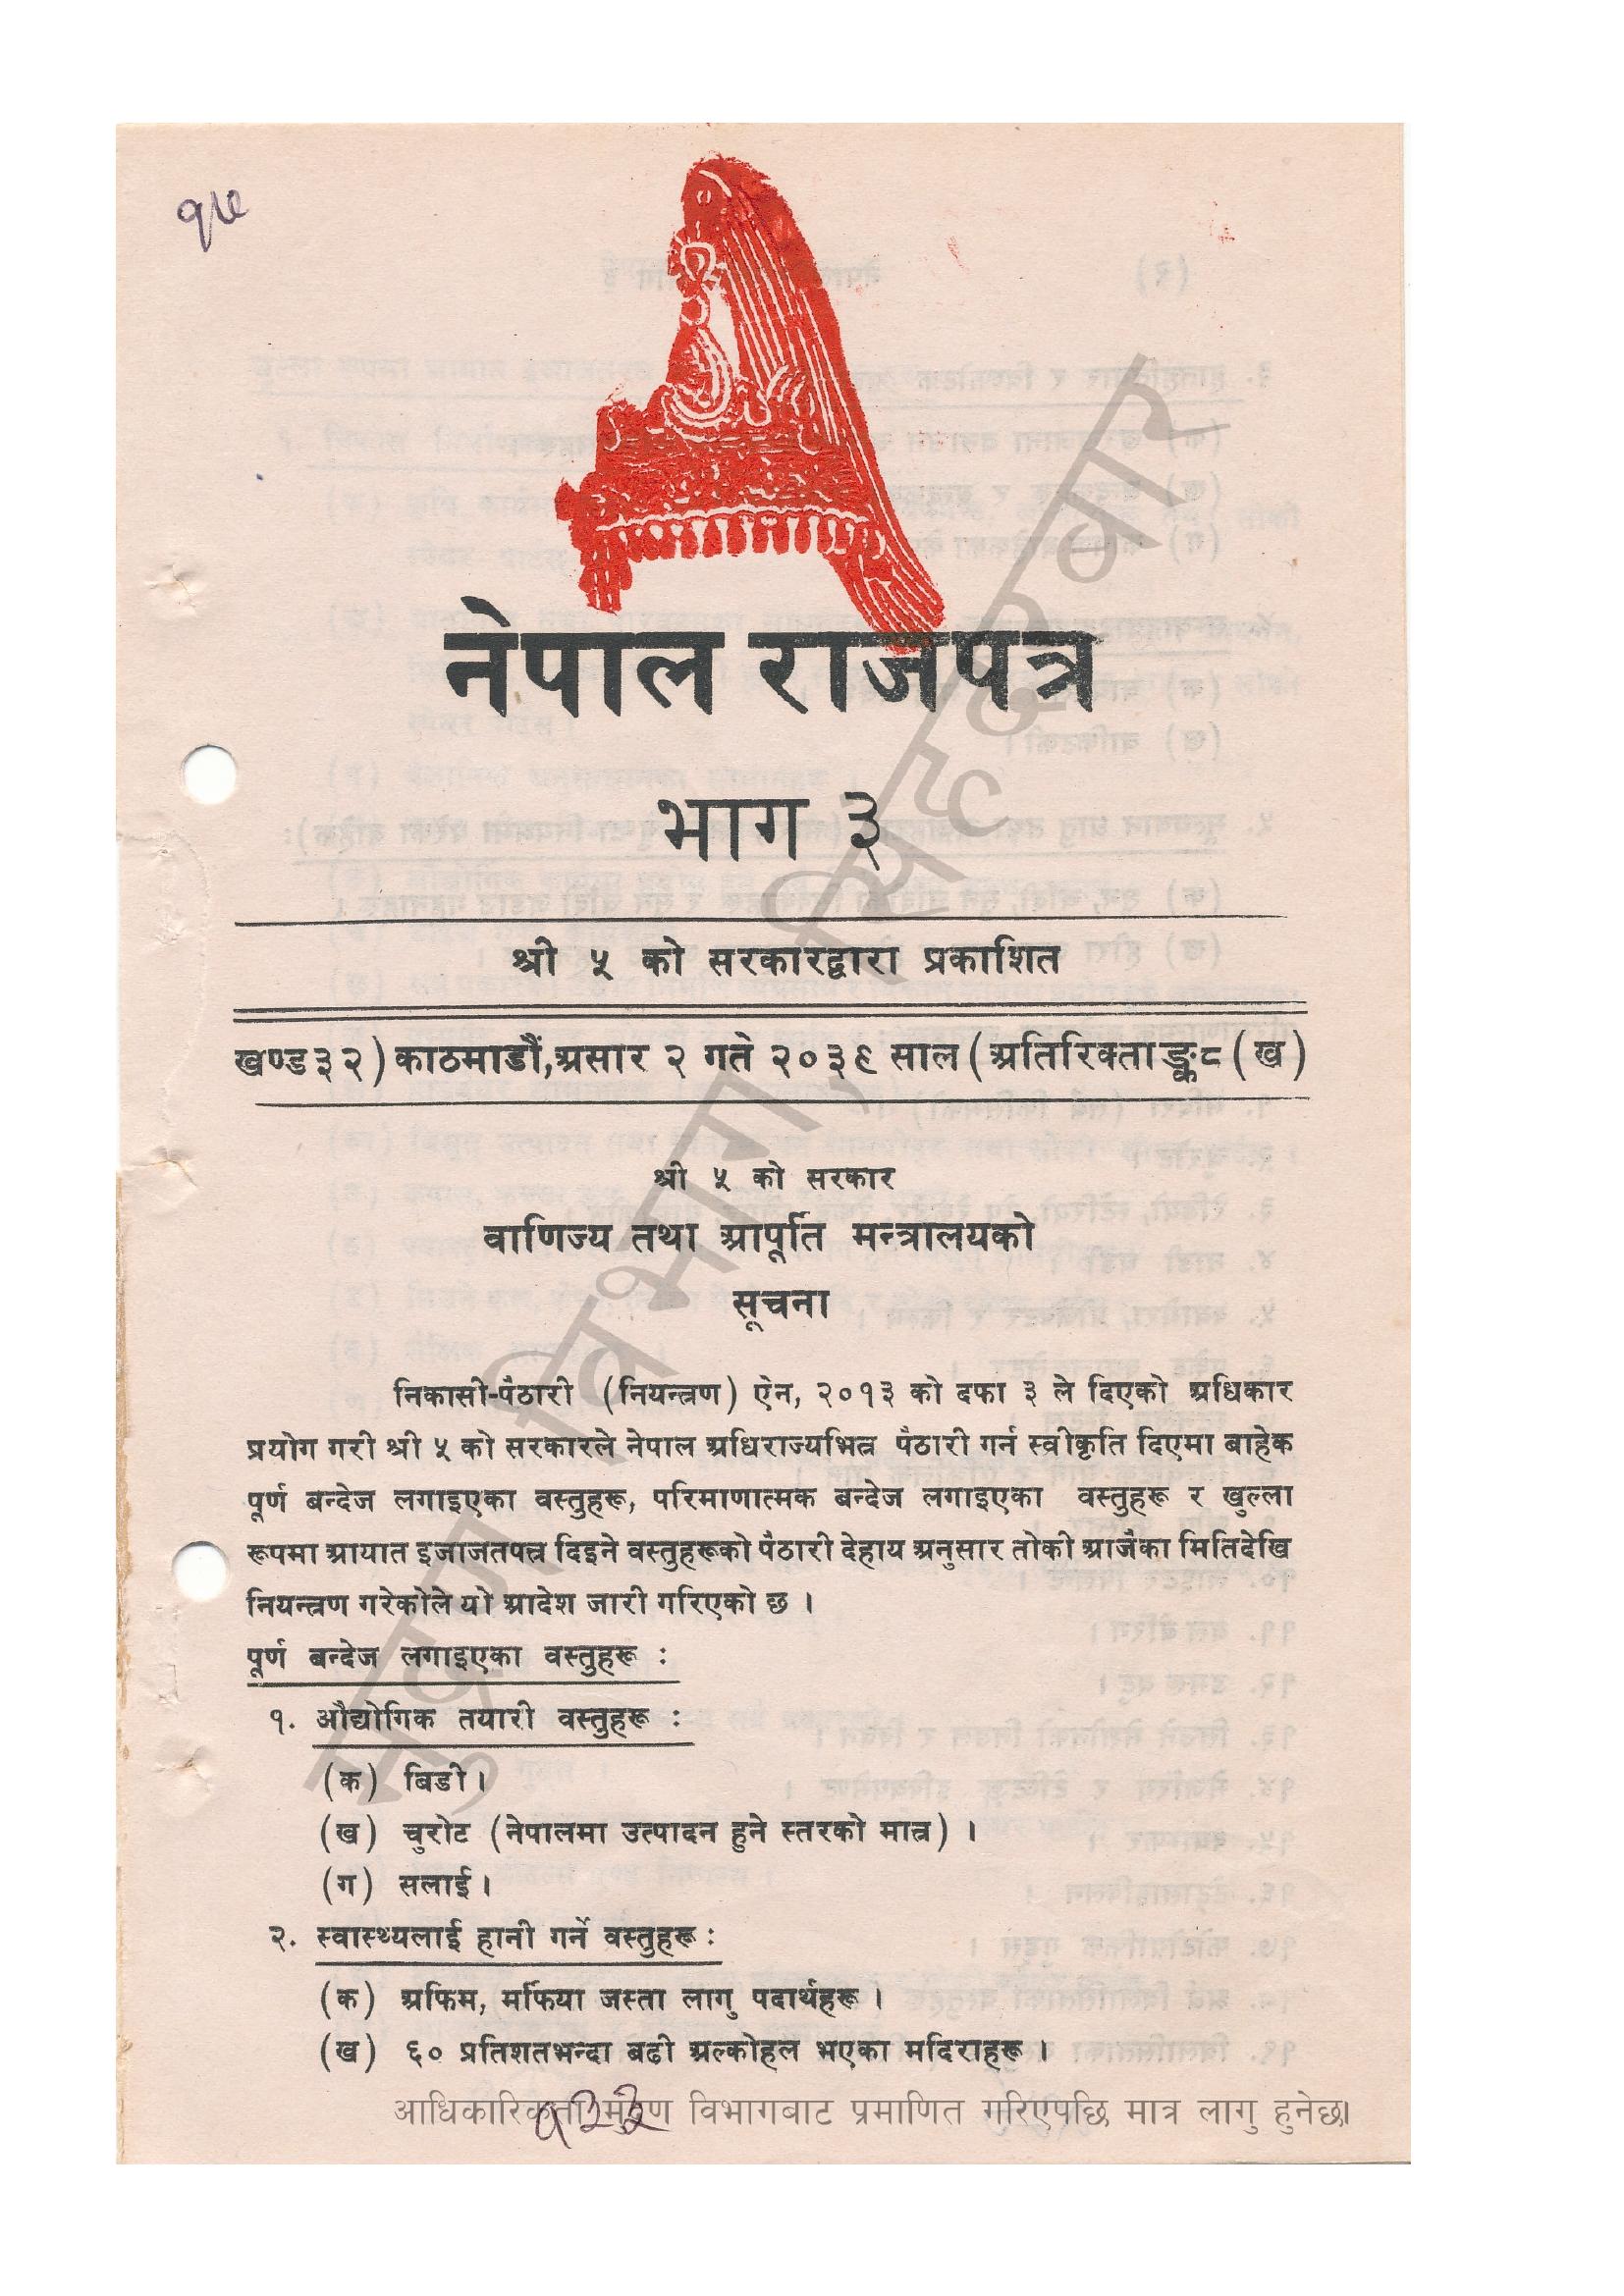 १७
नेपाल राजपत्र
भाग ३
श्री ५ को सरकारद्वारा प्रकाशित
खण्ड ३२) काठमाडौं, असार २ गते २०३९ साल (अतिरिक्ताङ्क ८ (ख)
श्री ५ को सरकार
वाणिज्य तथा आपूर्ति मन्त्रालयको
सूचना
निकासी-पैठारी (नियन्त्रण) ऐन, २०१३ को दफा ३ ले दिएको अधिकार
प्रयोग गरी श्री ५ को सरकारले नेपाल अधिराज्यभित्र पैठारी गर्न स्वीकृति दिएमा बाहेक
पूर्ण बन्देज लगाइएका वस्तुहरू, परिमाणात्मक बन्देज लगाइएका वस्तुहरू र खुल्ला
रूपमा आयात इजाजतपत्र दिइने वस्तुहरूको पैठारी देहाय अनुसार तोकी आजैका मितिदेखि
नियन्त्रण गरेकोले यो आदेश जारी गरिएको छ ।
पूर्ण बन्देज लगाइएका वस्तुहरू :
१. औद्योगिक तयारी वस्तुहरू :
(क) बिडी ।
(ख) चुरोट (नेपालमा उत्पादन हुने स्तरको मात्र) ।
(ग) सलाई ।
२. स्वास्थ्यलाई हानी गर्ने वस्तुहरू :
(क) अफिम, मर्फिया जस्ता लागु पदार्थहरू ।
(ख) ६० प्रतिशतभन्दा बढी अल्कोहल भएका मदिराहरू ।
आधिकारिकता मुद्रण विभागबाट प्रमाणित गरिएपछि मात्र लागु हुनेछ।
१३३
मुद्रण विभाग, सिंहदरबार